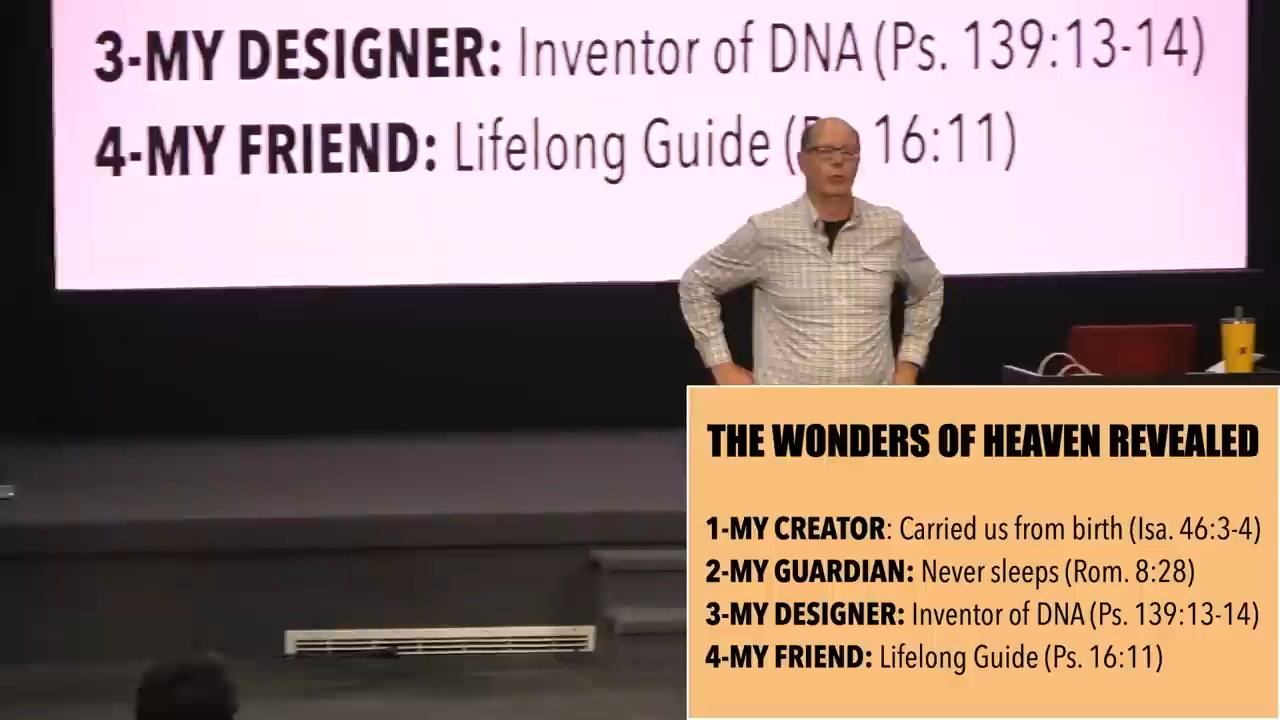 3-MY DESIGNER: Inventor of DNA (Ps. 139:13-14)
4-MY FRIEND: Lifelong Guide (P 16:11)
THE WONDERS OF HEAVEN REVEALED
1-MY CREATOR: Carried us from birth (Isa. 46:3-4)
2-MY GUARDIAN: Never sleeps (Rom. 8:28)
3-MY DESIGNER: Inventor of DNA (Ps. 139:13-14)
4-MY FRIEND: Lifelong Guide (Ps. 16:11)